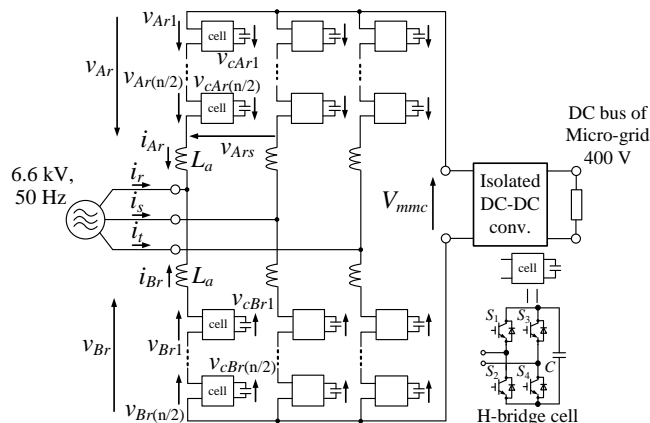 v_Ar1
cell
v_cAr1
v_Ar
v_Ar(n/2)
v_cAr(n/2)
cell
i_Ar
v_Ars
L_a
DC bus of
Micro-grid
400 V
6.6 kV,
50 Hz
i_r
i_s
i_t
V_mmc
Isolated
DC-DC
conv.
i_Br
L_a
cell
v_cBr1
v_Br1
cell
v_Br
v_cBr(n/2)
cell
v_Br(n/2)
S_1
S_3
S_2
S_4
C
H-bridge cell